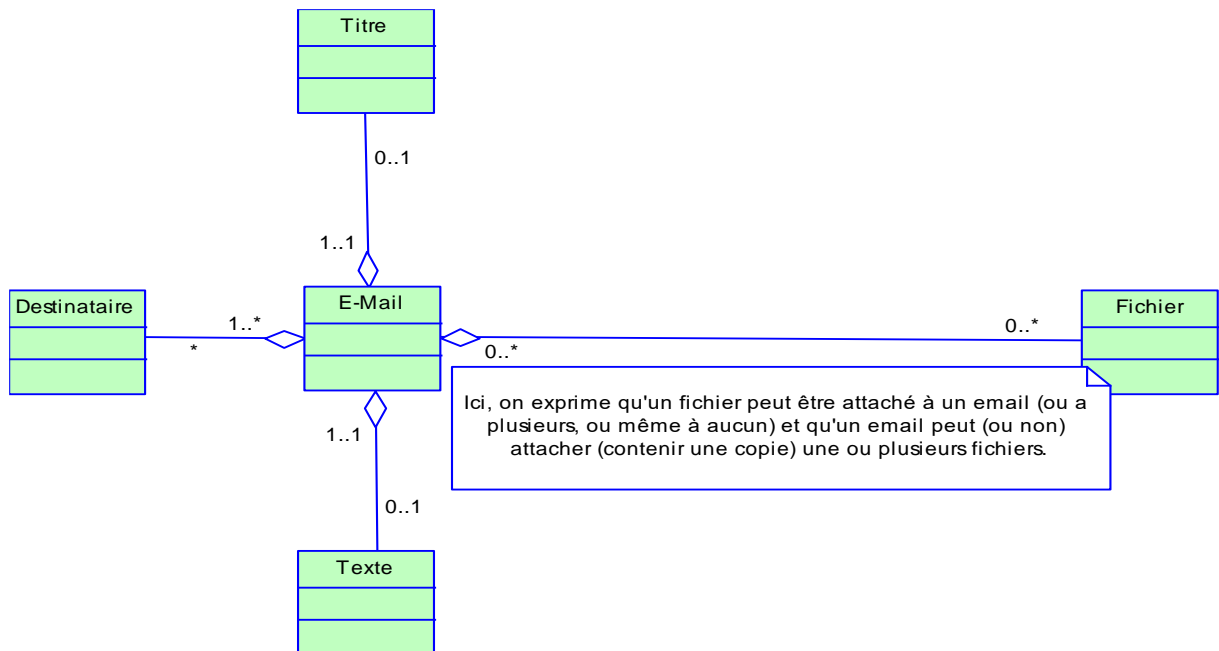 Titre
0..1
1..1
Destinataire
1..*
*
E-Mail
0..*
0..*
Fichier
Ici, on exprime qu'un fichier peut être attaché à un email (ou a
plusieurs, ou même à aucun) et qu'un email peut (ou non)
attacher (contenir une copie) une ou plusieurs fichiers.
1..1
0..1
Texte